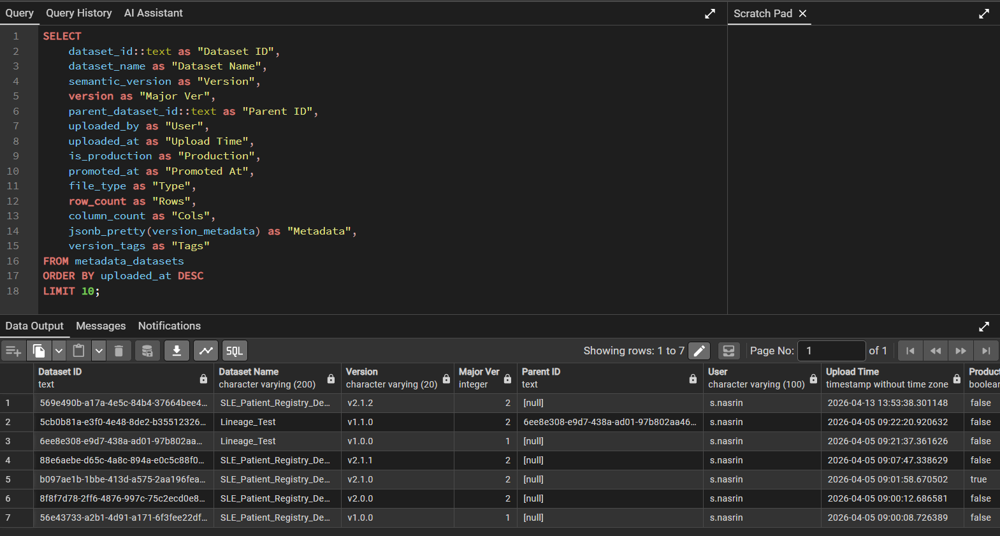 Query Query History AI Assistant Scratch Pad
1 SELECT
2 dataset_id::text as "Dataset ID",
3 dataset_name as "Dataset Name",
4 semantic_version as "Version",
5 version as "Major Ver",
6 parent_dataset_id::text as "Parent ID",
7 uploaded_by as "User",
8 uploaded_at as "Upload Time",
9 is_production as "Production",
10 promoted_at as "Promoted At",
11 file_type as "Type",
12 row_count as "Rows",
13 column_count as "Cols",
14 jsonb_pretty(version_metadata) as "Metadata",
15 version_tags as "Tags"
16 FROM metadata_datasets
17 ORDER BY uploaded_at DESC
18 LIMIT 10;
Data Output Messages Notifications
SQL Showing rows: 1 to 7 Page No: 1 of 1
Dataset ID Dataset Name Version Major Ver Parent ID User Upload Time Product
text character varying (200) character varying (20) integer text character varying (100) timestamp without time zone boolean
1 569e490b-a17a-4e5c-84b4-37664bee4... SLE_Patient_Registry_De... v2.1.2 2 [null] s.nasrin 2026-04-13 13:53:38.301148 false
2 5cb0b81a-e3f0-4e48-8de2-b35512326... Lineage_Test v1.1.0 2 6ee8e308-e9d7-438a-ad01-97b802aa46... s.nasrin 2026-04-05 09:22:20.920632 false
3 6ee8e308-e9d7-438a-ad01-97b802aa... Lineage_Test v1.0.0 1 [null] s.nasrin 2026-04-05 09:21:37.361626 false
4 88e6aebe-d65c-4a8c-894a-e0c5c88f0... SLE_Patient_Registry_De... v2.1.1 2 [null] s.nasrin 2026-04-05 09:07:47.338629 false
5 b097ae1b-1bbe-413d-a575-2aa196fea... SLE_Patient_Registry_De... v2.1.0 2 [null] s.nasrin 2026-04-05 09:01:58.670502 true
6 8f8f7d78-2ff6-4876-997c-75c2ecd0e8... SLE_Patient_Registry_De... v2.0.0 2 [null] s.nasrin 2026-04-05 09:00:12.686581 false
7 56e43733-a2b1-4d91-a171-6f3fee22df... SLE_Patient_Registry_De... v1.0.0 1 [null] s.nasrin 2026-04-05 09:00:08.726389 false